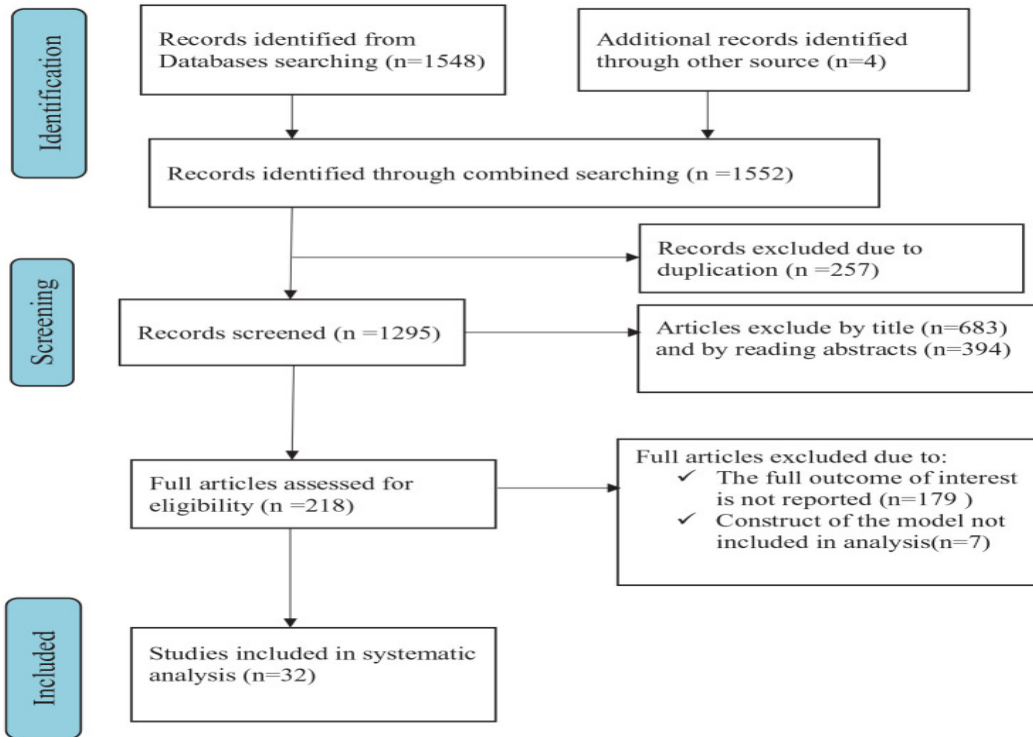 Identification
Records identified from
Databases searching (n=1548)
Additional records identified
through other source (n=4)
Records identified through combined searching (n =1552)
Records excluded due to
duplication (n =257)
Screening
Records screened (n =1295)
Articles exclude by title (n=683)
and by reading abstracts (n=394)
Full articles assessed for
eligibility (n =218)
Full articles excluded due to:
✓ The full outcome of interest
is not reported (n=179 )
✓ Construct of the model not
included in analysis(n=7)
Included
Studies included in systematic
analysis (n=32)